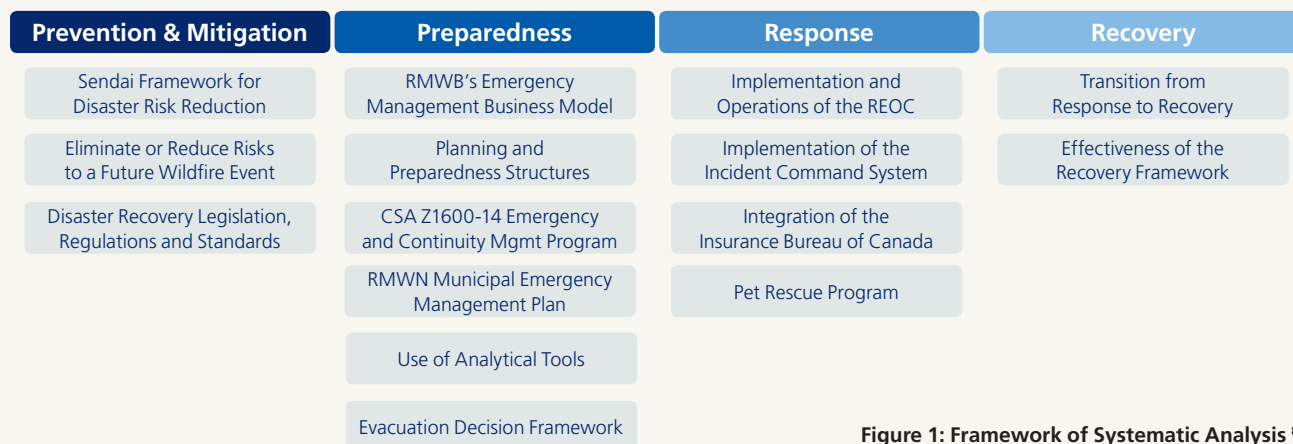 Prevention & Mitigation
Sendai Framework for
Disaster Risk Reduction
Eliminate or Reduce Risks
to a Future Wildfire Event
Disaster Recovery Legislation,
Regulations and Standards
Preparedness
RMWB's Emergency
Management Business Model
Planning and
Preparedness Structures
CSA Z1600-14 Emergency
and Continuity Mgmt Program
RMWN Municipal Emergency
Management Plan
Use of Analytical Tools
Evacuation Decision Framework
Response
Implementation and
Operations of the REOC
Implementation of the
Incident Command System
Integration of the
Insurance Bureau of Canada
Pet Rescue Program
Recovery
Transition from
Response to Recovery
Effectiveness of the
Recovery Framework
Figure 1: Framework of Systematic Analysis